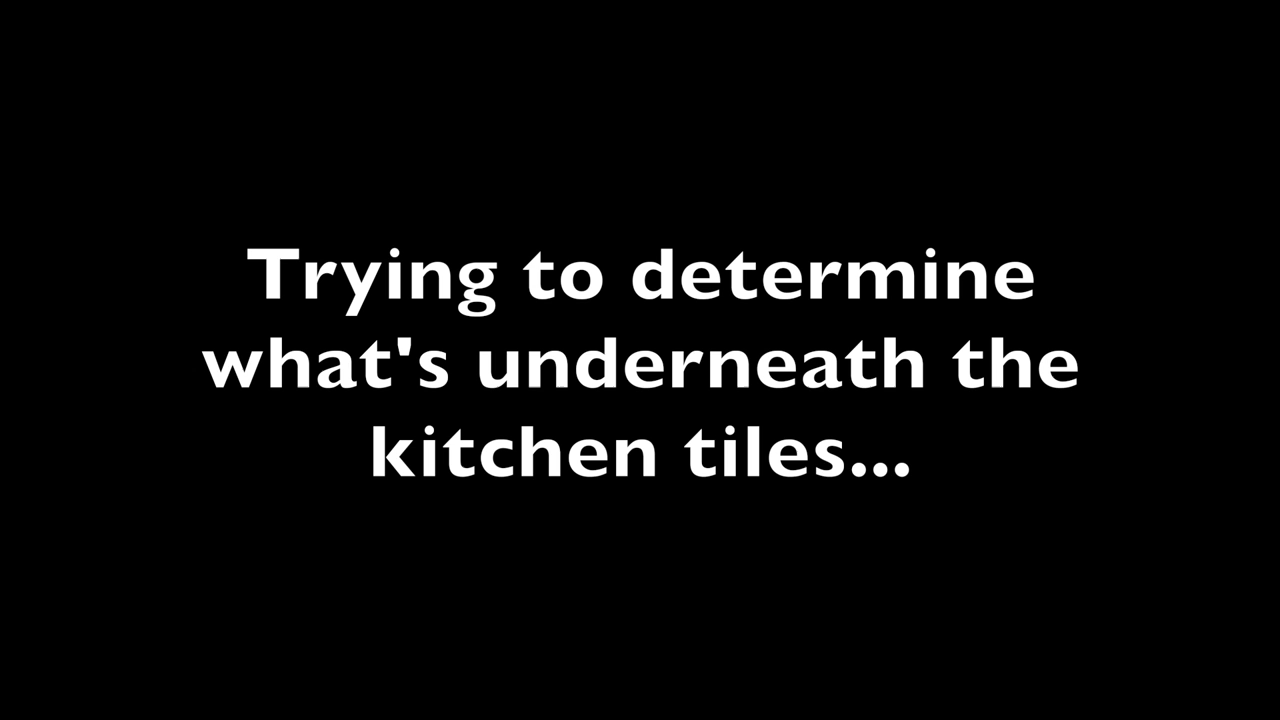 Trying to determine
what's underneath the
kitchen tiles...